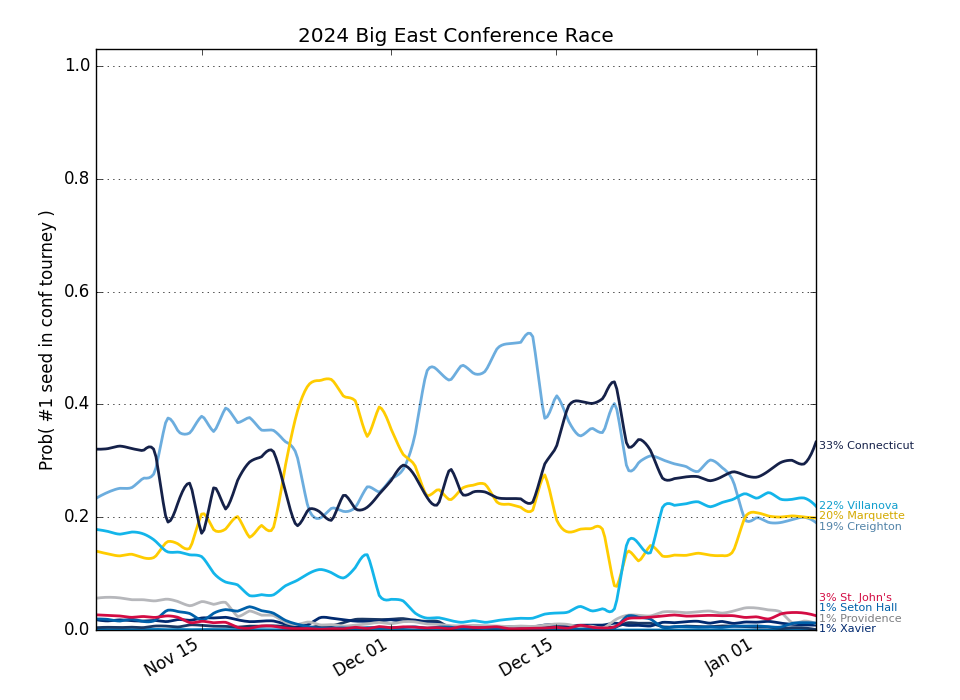 2024 Big East Conference Race
Prob( #1 seed in conf tourney )
1.0
0.8
0.6
0.4
0.2
0.0
Nov 15
Dec 01
Dec 15
Jan 01
33% Connecticut
22% Villanova
20% Marquette
19% Creighton
3% St. John's
1% Seton Hall
1% Providence
1% Xavier